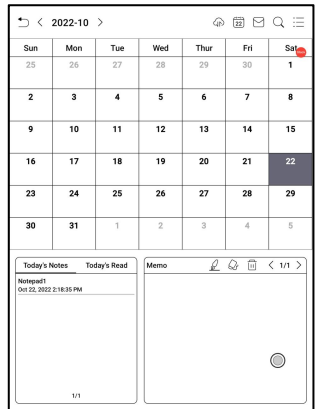 2022-10
22
Sun Mon Tue Wed Thur Fri Sat
25 26 27 28 29 30 1
2 3 4 5 6 7 8
9 10 11 12 13 14 15
16 17 18 19 20 21 22
23 24 25 26 27 28 29
30 31 1 2 3 4 5
Today's Notes Today's Read
Notepad1
Oct 22, 2022 2:18:35 PM
1/1
Memo 1/1